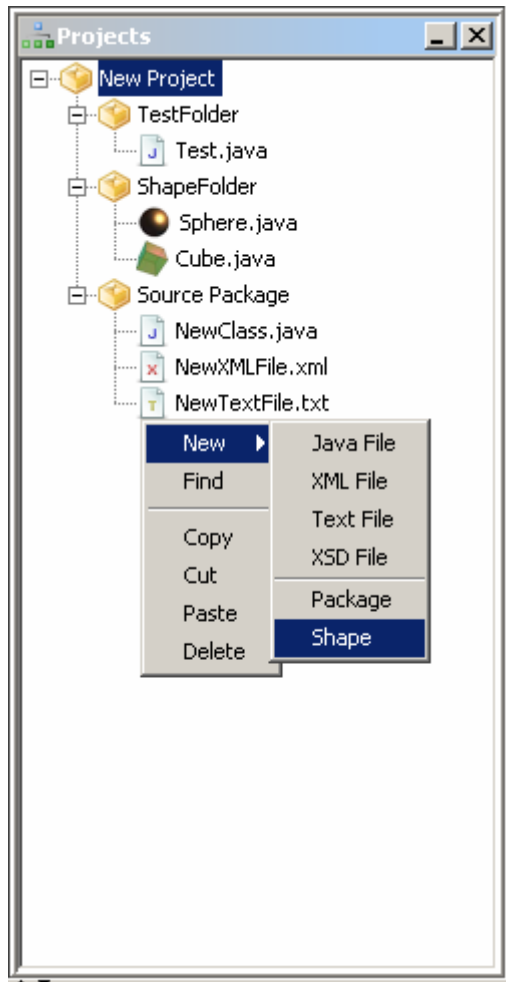 Projects
New Project
TestFolder
Test.java
ShapeFolder
Sphere.java
Cube.java
Source Package
NewClass.java
NewXMLFile.xml
NewTextFile.txt
New
Find
Copy
Cut
Paste
Delete
Java File
XML File
Text File
XSD File
Package
Shape